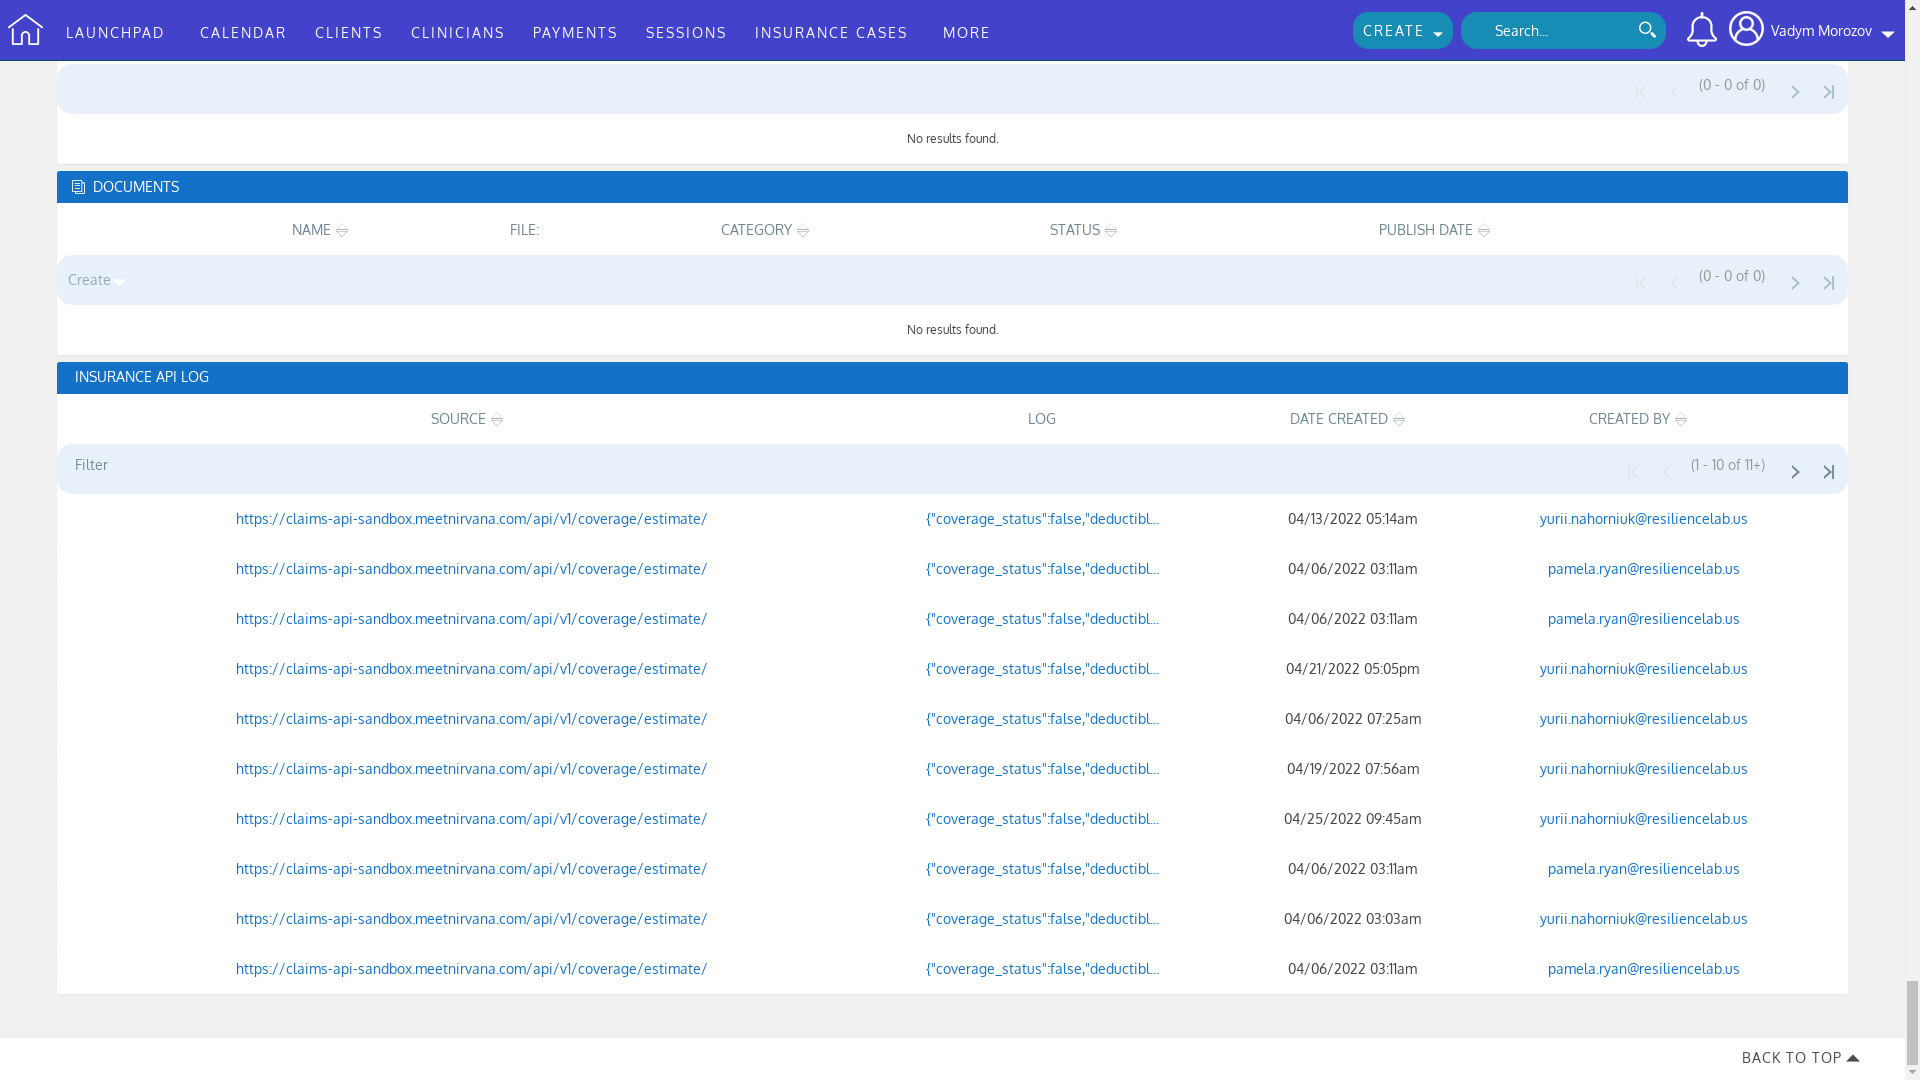 LAUNCHPAD CALENDAR CLIENTS CLINICIANS PAYMENTS SESSIONS INSURANCE CASES MORE CREATE Search... Vadym Morozov
(0 - 0 of 0)
No results found.
DOCUMENTS
NAME FILE: CATEGORY STATUS PUBLISH DATE
Create (0 - 0 of 0)
No results found.
INSURANCE API LOG
SOURCE LOG DATE CREATED CREATED BY
Filter (1 - 10 of 11+)
https://claims-api-sandbox.meetnirvana.com/api/v1/coverage/estimate/ {"coverage_status":false,"deductibl... 04/13/2022 05:14am yurii.nahorniuk@resiliencelab.us
https://claims-api-sandbox.meetnirvana.com/api/v1/coverage/estimate/ {"coverage_status":false,"deductibl... 04/06/2022 03:11am pamela.ryan@resiliencelab.us
https://claims-api-sandbox.meetnirvana.com/api/v1/coverage/estimate/ {"coverage_status":false,"deductibl... 04/06/2022 03:11am pamela.ryan@resiliencelab.us
https://claims-api-sandbox.meetnirvana.com/api/v1/coverage/estimate/ {"coverage_status":false,"deductibl... 04/21/2022 05:05pm yurii.nahorniuk@resiliencelab.us
https://claims-api-sandbox.meetnirvana.com/api/v1/coverage/estimate/ {"coverage_status":false,"deductibl... 04/06/2022 07:25am yurii.nahorniuk@resiliencelab.us
https://claims-api-sandbox.meetnirvana.com/api/v1/coverage/estimate/ {"coverage_status":false,"deductibl... 04/19/2022 07:56am yurii.nahorniuk@resiliencelab.us
https://claims-api-sandbox.meetnirvana.com/api/v1/coverage/estimate/ {"coverage_status":false,"deductibl... 04/25/2022 09:45am yurii.nahorniuk@resiliencelab.us
https://claims-api-sandbox.meetnirvana.com/api/v1/coverage/estimate/ {"coverage_status":false,"deductibl... 04/06/2022 03:11am pamela.ryan@resiliencelab.us
https://claims-api-sandbox.meetnirvana.com/api/v1/coverage/estimate/ {"coverage_status":false,"deductibl... 04/06/2022 03:03am yurii.nahorniuk@resiliencelab.us
https://claims-api-sandbox.meetnirvana.com/api/v1/coverage/estimate/ {"coverage_status":false,"deductibl... 04/06/2022 03:11am pamela.ryan@resiliencelab.us
BACK TO TOP